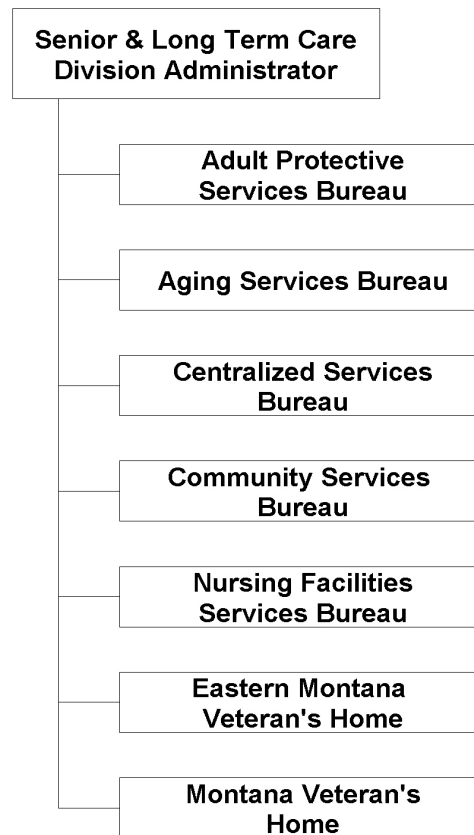 Senior & Long Term Care
Division Administrator
Adult Protective
Services Bureau
Aging Services Bureau
Centralized Services
Bureau
Community Services
Bureau
Nursing Facilities
Services Bureau
Eastern Montana
Veteran's Home
Montana Veteran's
Home